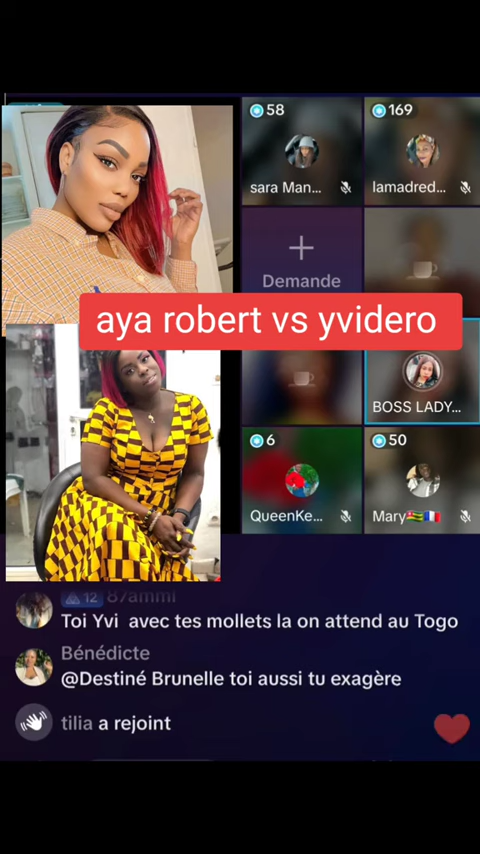 58
169
sara Man...
lamadred...
Demande
aya robert vs yvidero
BOSS LADY...
6
50
QueenKe...
Mary🇹🇬🇫🇷
12 87ammi
Toi Yvi avec tes mollets la on attend au Togo
Bénédicte
@Destiné Brunelle toi aussi tu exagère
tilia a rejoint